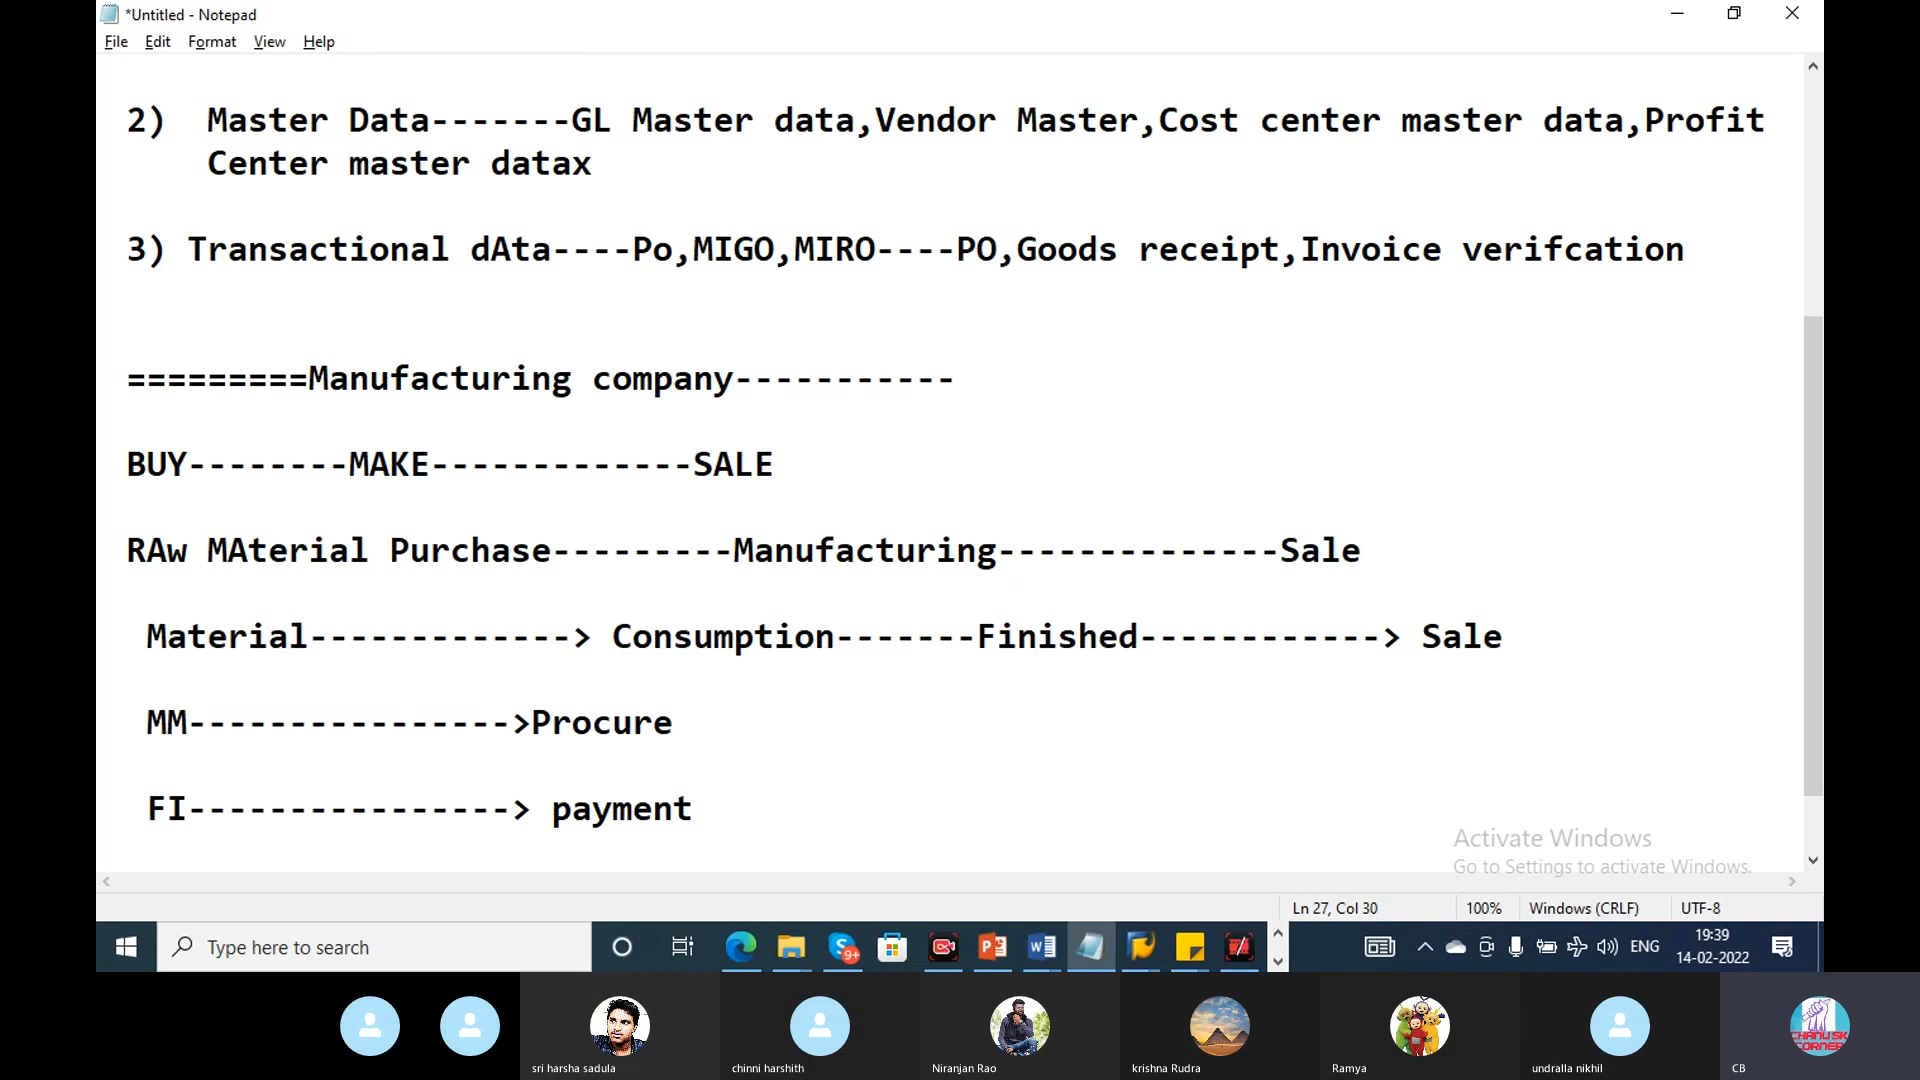 *Untitled - Notepad
File Edit Format View Help
2)  Master Data-------GL Master data,Vendor Master,Cost center master data,Profit
Center master datax
3) Transactional dAta----Po,MIGO,MIRO----PO,Goods receipt,Invoice verifcation
=========Manufacturing company-----------
BUY--------MAKE-------------SALE
RAw MAterial Purchase---------Manufacturing--------------Sale
Material-------------> Consumption-------Finished------------> Sale
MM---------------->Procure
FI----------------> payment
Activate Windows
Go to Settings to activate Windows.
Ln 27, Col 30 100% Windows (CRLF) UTF-8
Type here to search 9+ ENG 19:39
14-02-2022
CHANU SK
CORNER
sri harsha sadula chinni harshith Niranjan Rao krishna Rudra Ramya undralla nikhil CB